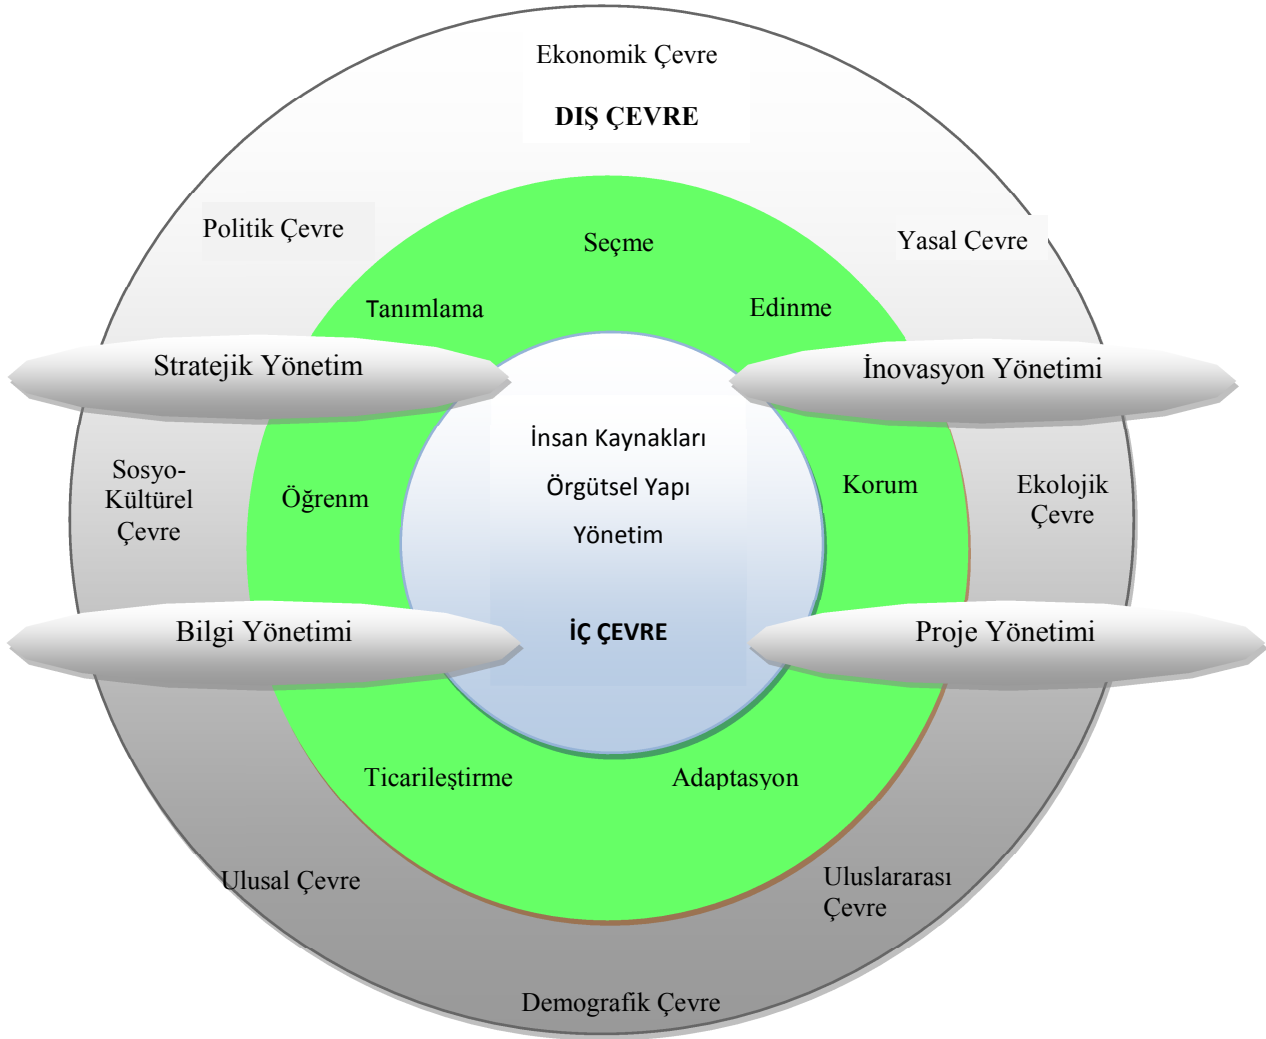 Ekonomik Çevre
DIŞ ÇEVRE
Politik Çevre
Yasal Çevre
Seçme
Tanımlama
Edinme
Stratejik Yönetim
İnovasyon Yönetimi
İnsan Kaynakları
Örgütsel Yapı
Yönetim
İÇ ÇEVRE
Sosyo-
Kültürel
Çevre
Öğrenm
Korum
Ekolojik
Çevre
Bilgi Yönetimi
Proje Yönetimi
Ticarileştirme
Adaptasyon
Ulusal Çevre
Uluslararası
Çevre
Demografik Çevre